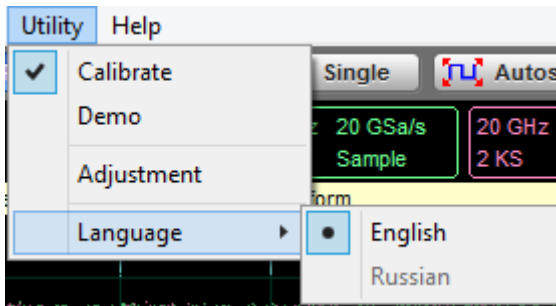 Utility Help
Calibrate
Single
Autos
Demo
z 20 GSa/s
20 GHz
Sample
2 KS
Adjustment
form
Language
English
Russian